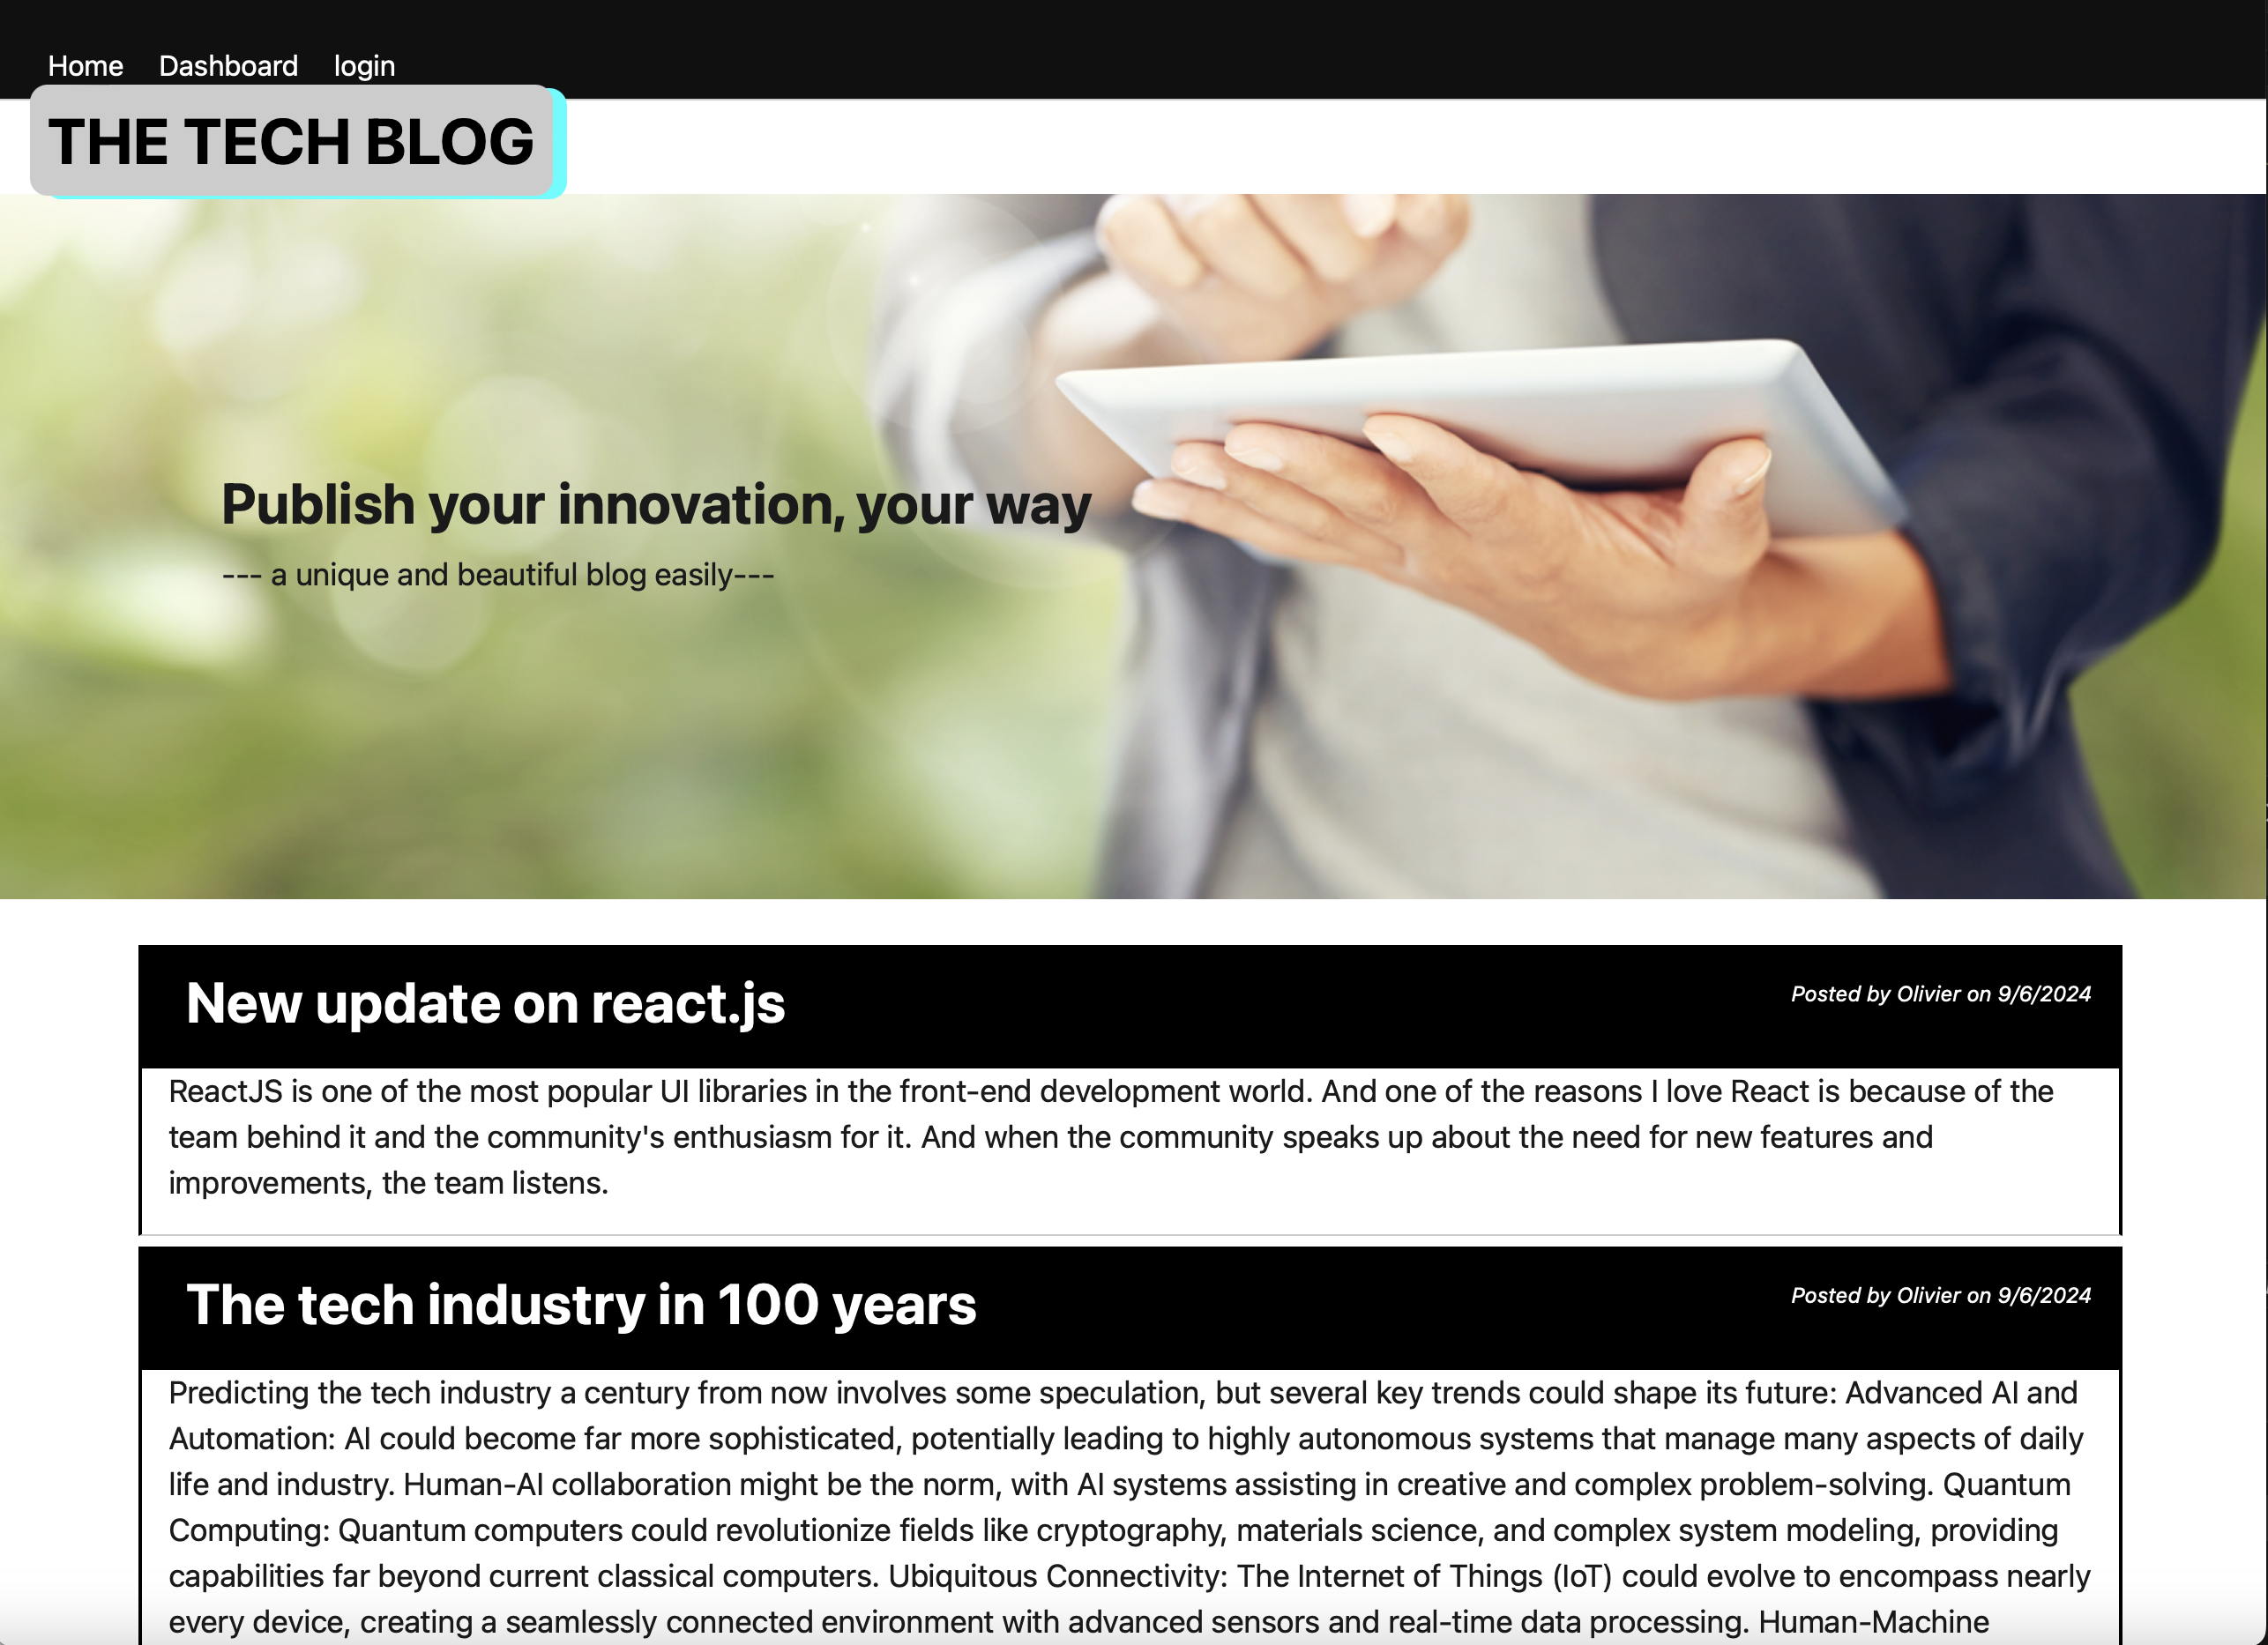 Home Dashboard login
THE TECH BLOG
Publish your innovation, your way
--- a unique and beautiful blog easily---
New update on react.js
Posted by Olivier on 9/6/2024
ReactJS is one of the most popular UI libraries in the front-end development world. And one of the reasons I love React is because of the
team behind it and the community's enthusiasm for it. And when the community speaks up about the need for new features and
improvements, the team listens.
The tech industry in 100 years
Posted by Olivier on 9/6/2024
Predicting the tech industry a century from now involves some speculation, but several key trends could shape its future: Advanced AI and
Automation: AI could become far more sophisticated, potentially leading to highly autonomous systems that manage many aspects of daily
life and industry. Human-AI collaboration might be the norm, with AI systems assisting in creative and complex problem-solving. Quantum
Computing: Quantum computers could revolutionize fields like cryptography, materials science, and complex system modeling, providing
capabilities far beyond current classical computers. Ubiquitous Connectivity: The Internet of Things (IoT) could evolve to encompass nearly
every device, creating a seamlessly connected environment with advanced sensors and real-time data processing. Human-Machine